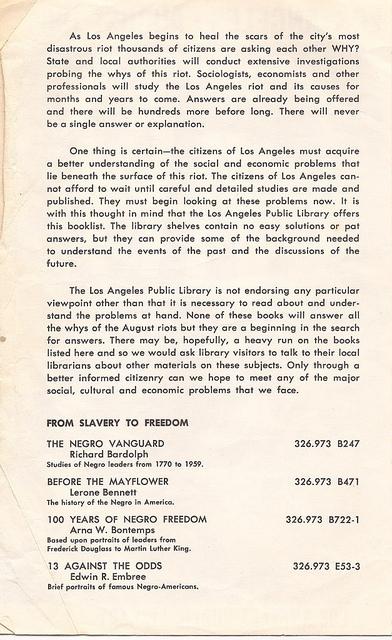 As Los Angeles begins to heal the scars of the city's most
disastrous riot thousands of citizens are asking each other WHY?
State and local authorities will conduct extensive investigations
probing the whys of this riot. Sociologists, economists and other
professionals will study the Los Angeles riot and its causes for
months and years to come. Answers are already being offered
and there will be hundreds more before long. There will never
be a single answer or explanation.
One thing is certain—the citizens of Los Angeles must acquire
a better understanding of the social and economic problems that
lie beneath the surface of this riot. The citizens of Los Angeles can-
not afford to wait until careful and detailed studies are made and
published. They must begin looking at these problems now. It is
with this thought in mind that the Los Angeles Public Library offers
this booklist. The library shelves contain no easy solutions or pat
answers, but they can provide some of the background needed
to understand the events of the past and the discussions of the
future.
The Los Angeles Public Library is not endorsing any particular
viewpoint other than that it is necessary to read about and under-
stand the problems at hand. None of these books will answer all
the whys of the August riots but they are a beginning in the search
for answers. There may be, hopefully, a heavy run on the books
listed here and so we would ask library visitors to talk to their local
librarians about other materials on these subjects. Only through a
better informed citizenry can we hope to meet any of the major
social, cultural and economic problems that we face.
FROM SLAVERY TO FREEDOM
THE NEGRO VANGUARD 326.973 B247
Richard Bardolph
Studies of Negro leaders from 1770 to 1959.
BEFORE THE MAYFLOWER 326.973 B471
Lerone Bennett
The history of the Negro in America.
100 YEARS OF NEGRO FREEDOM 326.973 B722-1
Arna W. Bontemps
Based upon portraits of leaders from
Frederick Douglass to Martin Luther King.
13 AGAINST THE ODDS 326.973 E53-3
Edwin R. Embree
Brief portraits of famous Negro-Americans.